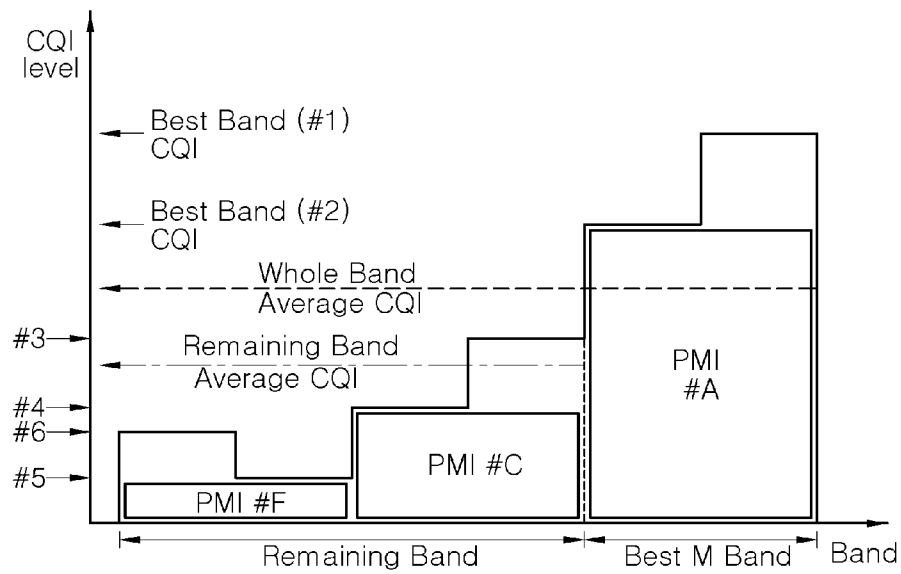 CQI
level
Best Band (#1)
CQI
Best Band (#2)
CQI
Whole Band
Average CQI
#3
Remaining Band
Average CQI
PMI
#A
#4
#6
PMI #C
#5
PMI #F
Remaining Band
Best M Band
Band